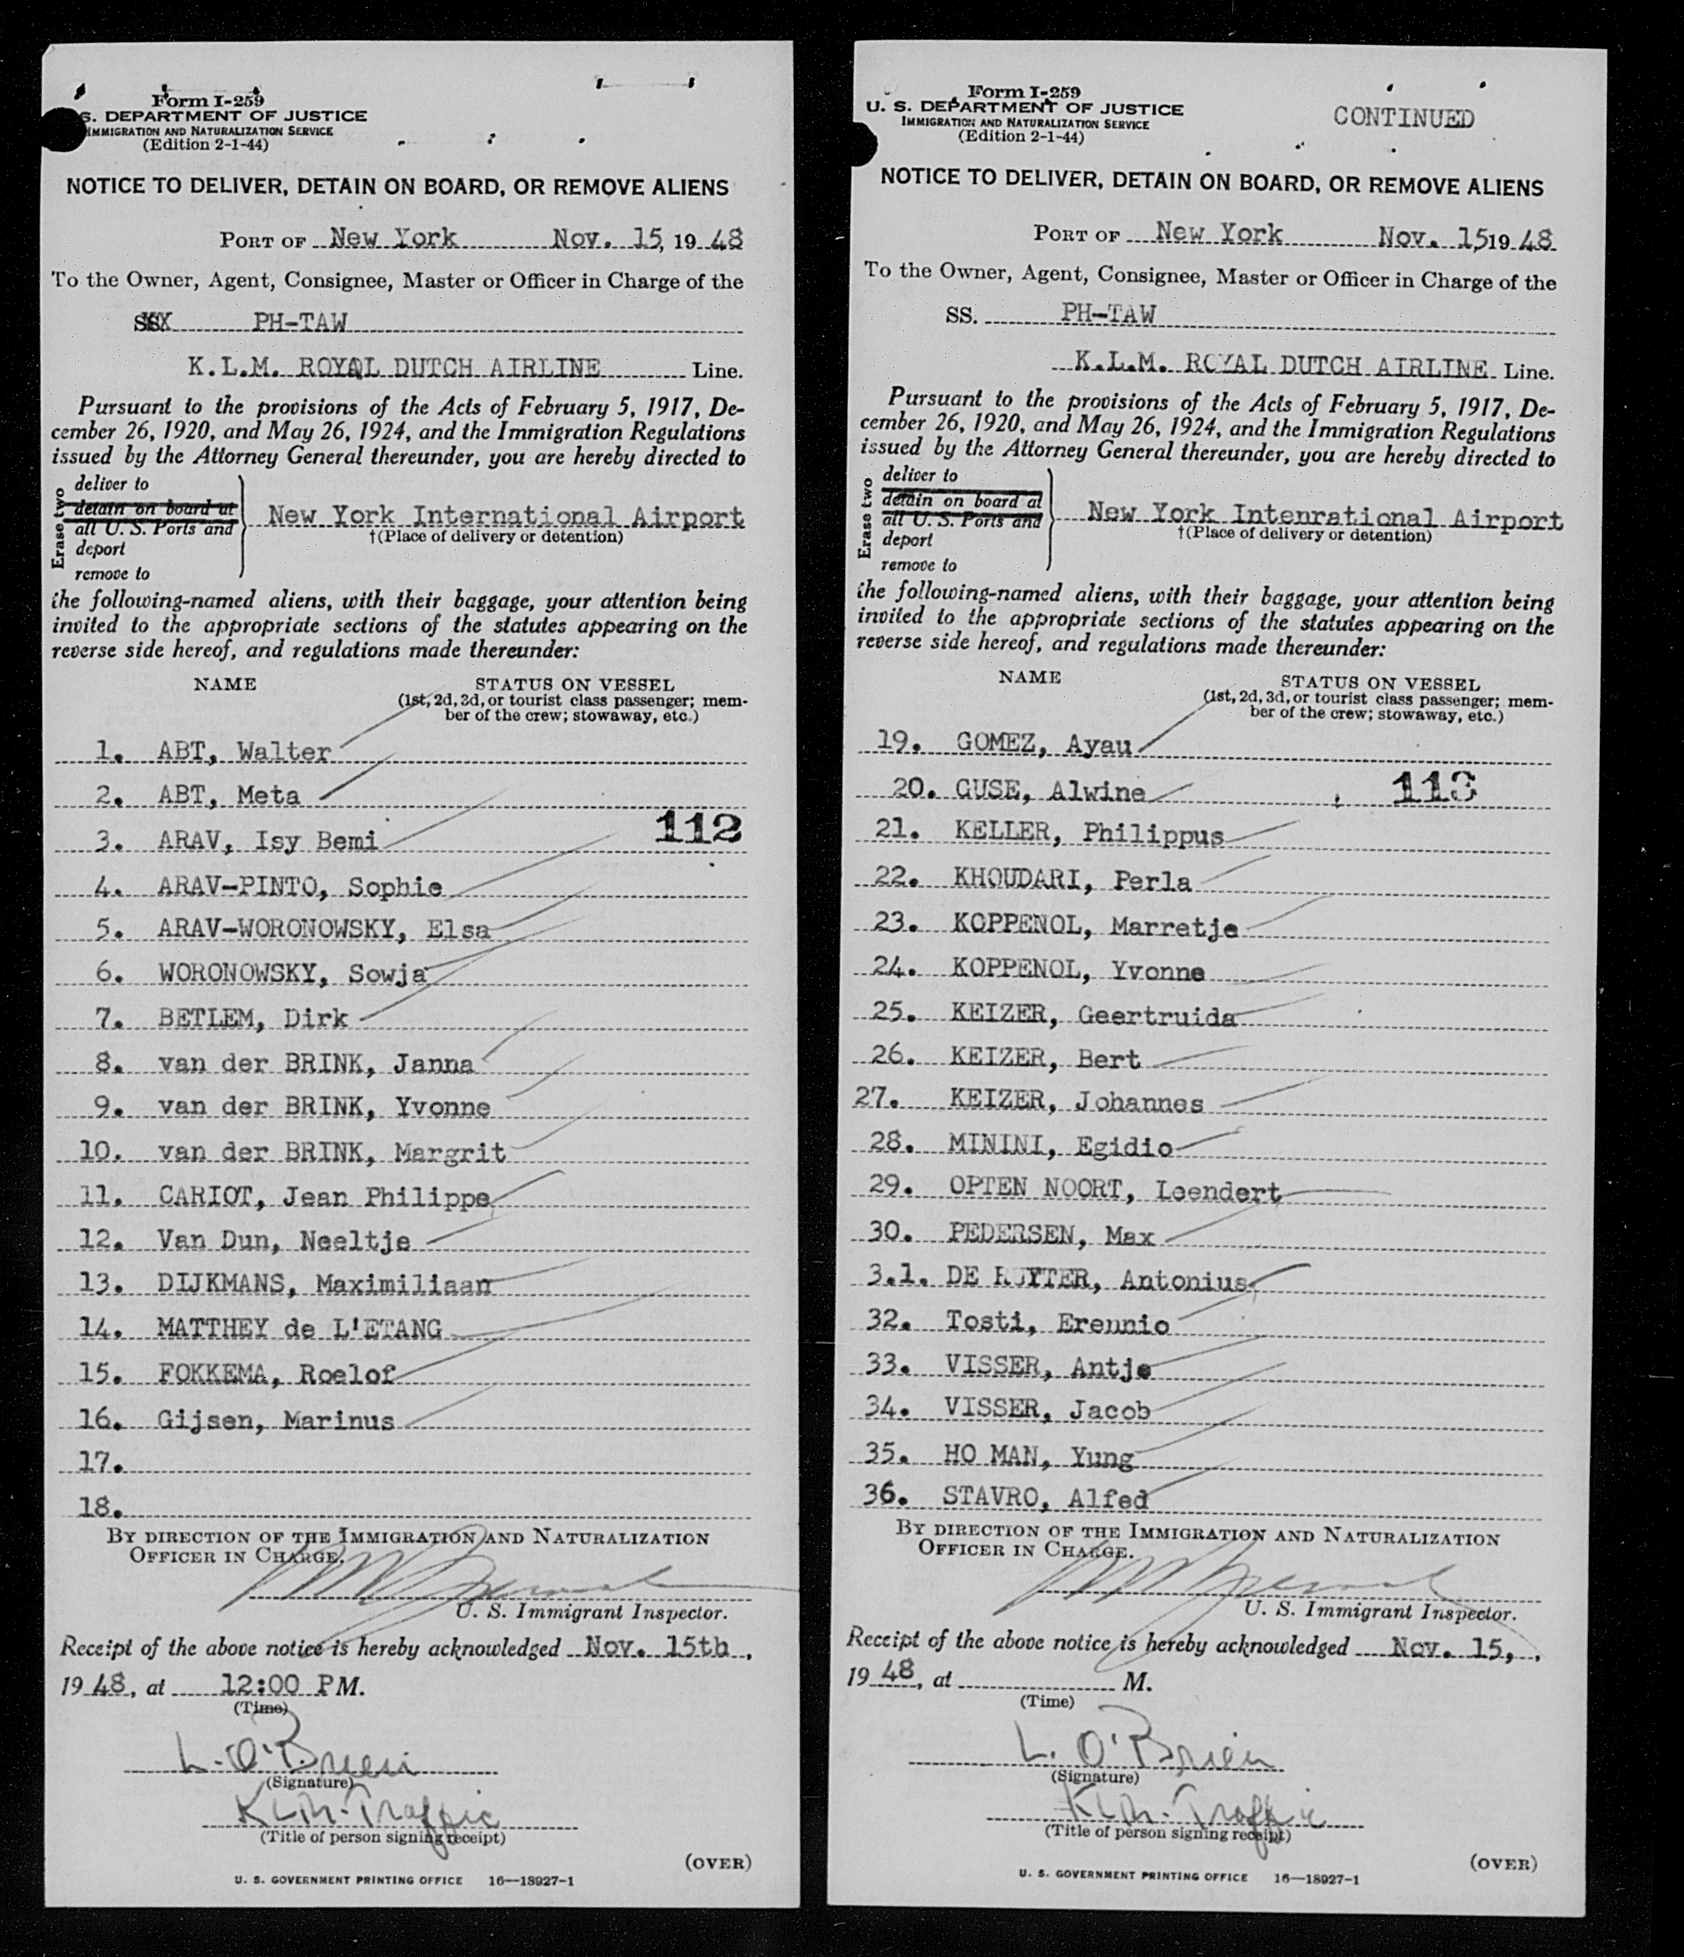 Form I-259
S. DEPARTMENT OF JUSTICE
IMMIGRATION AND NATURALIZATION SERVICE
(Edition 2-1-44)
NOTICE TO DELIVER, DETAIN ON BOARD, OR REMOVE ALIENS
PORT OF New York Nov. 15, 19 48
To the Owner, Agent, Consignee, Master or Officer in Charge of the
PH-TAW
K.L.M. ROYAL DUTCH AIRLINE Line.
Pursuant to the provisions of the Acts of February 5, 1917, De-
cember 26, 1920, and May 26, 1924, and the Immigration Regulations
issued by the Attorney General thereunder, you are hereby directed to
Erase two
deliver to
detain on board at
all U. S. Ports and
deport
remove to
New York International Airport
†(Place of delivery or detention)
the following-named aliens, with their baggage, your attention being
invited to the appropriate sections of the statutes appearing on the
reverse side hereof, and regulations made thereunder:
NAME STATUS ON VESSEL
(1st, 2d, 3d, or tourist class passenger; mem-
ber of the crew; stowaway, etc.)
1. ABT, Walter
2. ABT, Meta
112
3. ARAV, Isy Bemi
4. ARAV-PINTO, Sophie
5. ARAV-WORONOWSKY, Elsa
6. WORONOWSKY, Sowja
7. BETLEM, Dirk
8. van der BRINK, Janna
9. van der BRINK, Yvonne
10. van der BRINK, Margrit
11. CARIOT, Jean Philippe
12. Van Dun, Neeltje
13. DIJKMANS, Maximiliaan
14. MATTHEY de L'ETANG
15. FOKKEMA, Roelof
16. Gijsen, Marinus
17.
18.
BY DIRECTION OF THE IMMIGRATION AND NATURALIZATION
OFFICER IN CHARGE.
U. S. Immigrant Inspector.
Receipt of the above notice is hereby acknowledged Nov. 15th,
19 48, at 12:00 PM.
(Time)
L. O'Brien
(Signature)
KLM-Traffic
(Title of person signing receipt)
(OVER)
U. S. GOVERNMENT PRINTING OFFICE 16—18927-1
Form I-259
U. S. DEPARTMENT OF JUSTICE
IMMIGRATION AND NATURALIZATION SERVICE
(Edition 2-1-44)
CONTINUED
NOTICE TO DELIVER, DETAIN ON BOARD, OR REMOVE ALIENS
PORT OF New York Nov. 15, 19 48
To the Owner, Agent, Consignee, Master or Officer in Charge of the
SS. PH-TAW
K.L.M. ROYAL DUTCH AIRLINE Line.
Pursuant to the provisions of the Acts of February 5, 1917, De-
cember 26, 1920, and May 26, 1924, and the Immigration Regulations
issued by the Attorney General thereunder, you are hereby directed to
Erase two
deliver to
detain on board at
all U. S. Ports and
deport
remove to
New York Intenrational Airport
†(Place of delivery or detention)
the following-named aliens, with their baggage, your attention being
invited to the appropriate sections of the statutes appearing on the
reverse side hereof, and regulations made thereunder:
NAME STATUS ON VESSEL
(1st, 2d, 3d, or tourist class passenger; mem-
ber of the crew; stowaway, etc.)
19. GOMEZ, Ayau
20. GUSE, Alwine 113
21. KELLER, Philippus
22. KHOUDARI, Perla
23. KOPPENOL, Marretje
24. KOPPENOL, Yvonne
25. KEIZER, Geertruida
26. KEIZER, Bert
27. KEIZER, Johannes
28. MININI, Egidio
29. OPTEN NOORT, Leendert
30. PEDERSEN, Max
3.1. DE RUYTER, Antonius
32. Tosti, Erennio
33. VISSER, Antje
34. VISSER, Jacob
35. HO MAN, Yung
36. STAVRO, Alfed
BY DIRECTION OF THE IMMIGRATION AND NATURALIZATION
OFFICER IN CHARGE.
U. S. Immigrant Inspector.
Receipt of the above notice is hereby acknowledged Nov. 15,
19 48, at M.
(Time)
L. O'Brien
(Signature)
KLM-Traffic
(Title of person signing receipt)
(OVER)
U. S. GOVERNMENT PRINTING OFFICE 16—18927-1